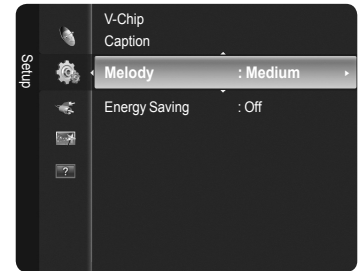 Setup
V-Chip
Caption
Melody : Medium
Energy Saving : Off
?